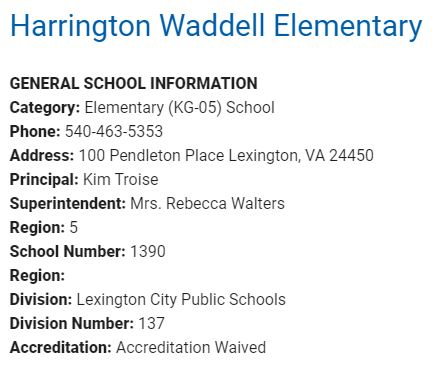 Harrington Waddell Elementary
GENERAL SCHOOL INFORMATION
Category: Elementary (KG-05) School
Phone: 540-463-5353
Address: 100 Pendleton Place Lexington, VA 24450
Principal: Kim Troise
Superintendent: Mrs. Rebecca Walters
Region: 5
School Number: 1390
Region:
Division: Lexington City Public Schools
Division Number: 137
Accreditation: Accreditation Waived